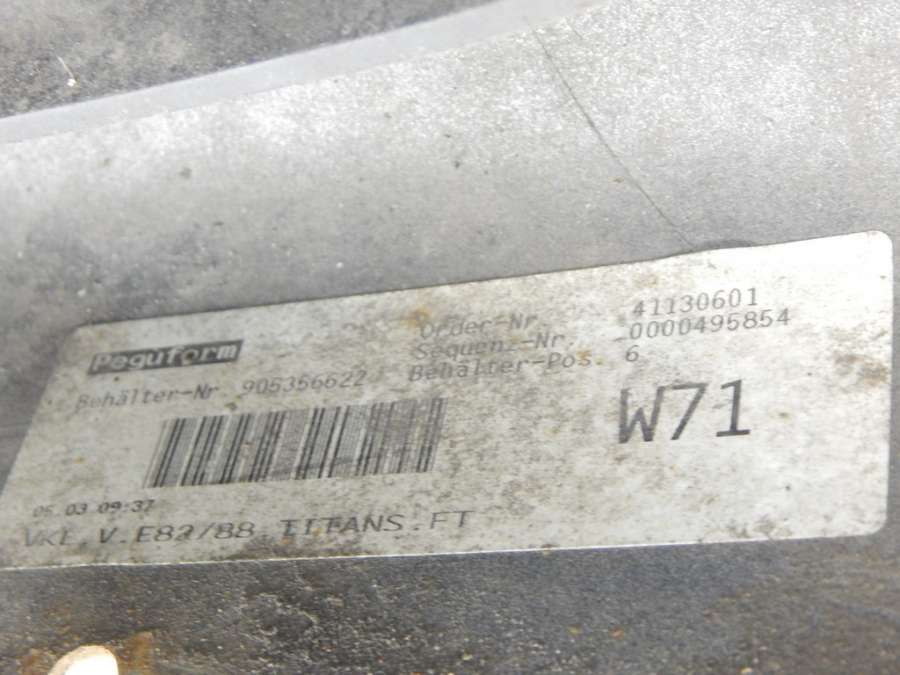 Peguform
Behälter-Nr 905356622
Order-Nr. 41130601
Sequen.-Nr. 0000495854
Behälter-Pos. 6
W71
06.03 09:37
VKL.V.E82/88.TITANS.FT